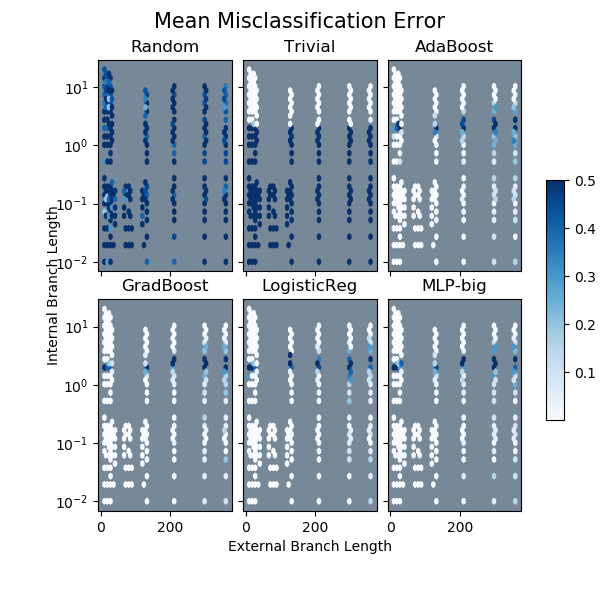 Mean Misclassification Error
Random Trivial AdaBoost
10¹
10⁰
10⁻¹
10⁻²
GradBoost LogisticReg MLP-big
10¹
10⁰
10⁻¹
10⁻²
0 200 0 200 0 200
External Branch Length
Internal Branch Length
0.5
0.4
0.3
0.2
0.1